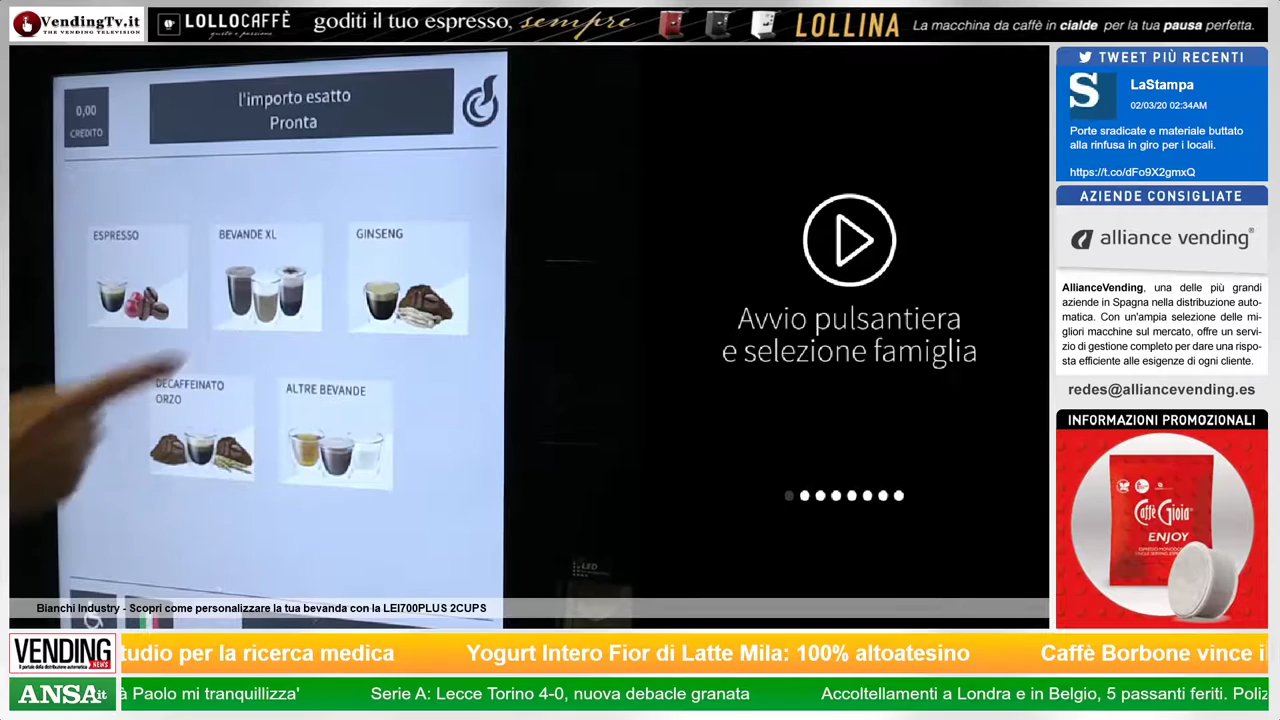 VendingTv.it
THE VENDING TELEVISION
LOLLOCAFFÈ
gusto e passione
goditi il tuo espresso, sempre
LOLLINA
La macchina da caffè in cialde per la tua pausa perfetta.
0,00
CREDITO
l'importo esatto
Pronta
ESPRESSO
BEVANDE XL
GINSENG
DECAFFEINATO
ORZO
ALTRE BEVANDE
LED
Avvio pulsantiera
e selezione famiglia
Bianchi Industry - Scopri come personalizzare la tua bevanda con la LEI700PLUS 2CUPS
TWEET PIÙ RECENTI
LaStampa
02/03/20 02:34AM
Porte sradicate e materiale buttato
alla rinfusa in giro per i locali.
https://t.co/dFo9X2gmxQ
AZIENDE CONSIGLIATE
alliance vending®
AllianceVending, una delle più grandi
aziende in Spagna nella distribuzione auto-
matica. Con un'ampia selezione delle mi-
gliori macchine sul mercato, offre un servi-
zio di gestione completo per dare una rispo-
sta efficiente alle esigenze di ogni cliente.
redes@alliancevending.es
INFORMAZIONI PROMOZIONALI
Caffè Gioia
ENJOY
VENDING
NEWS
Il portale della distribuzione automatica
tudio per la ricerca medica
Yogurt Intero Fior di Latte Mila: 100% altoatesino
Caffè Borbone vince i
ANSA.it
à Paolo mi tranquillizza'
Serie A: Lecce Torino 4-0, nuova debacle granata
Accoltellamenti a Londra e in Belgio, 5 passanti feriti. Poliz